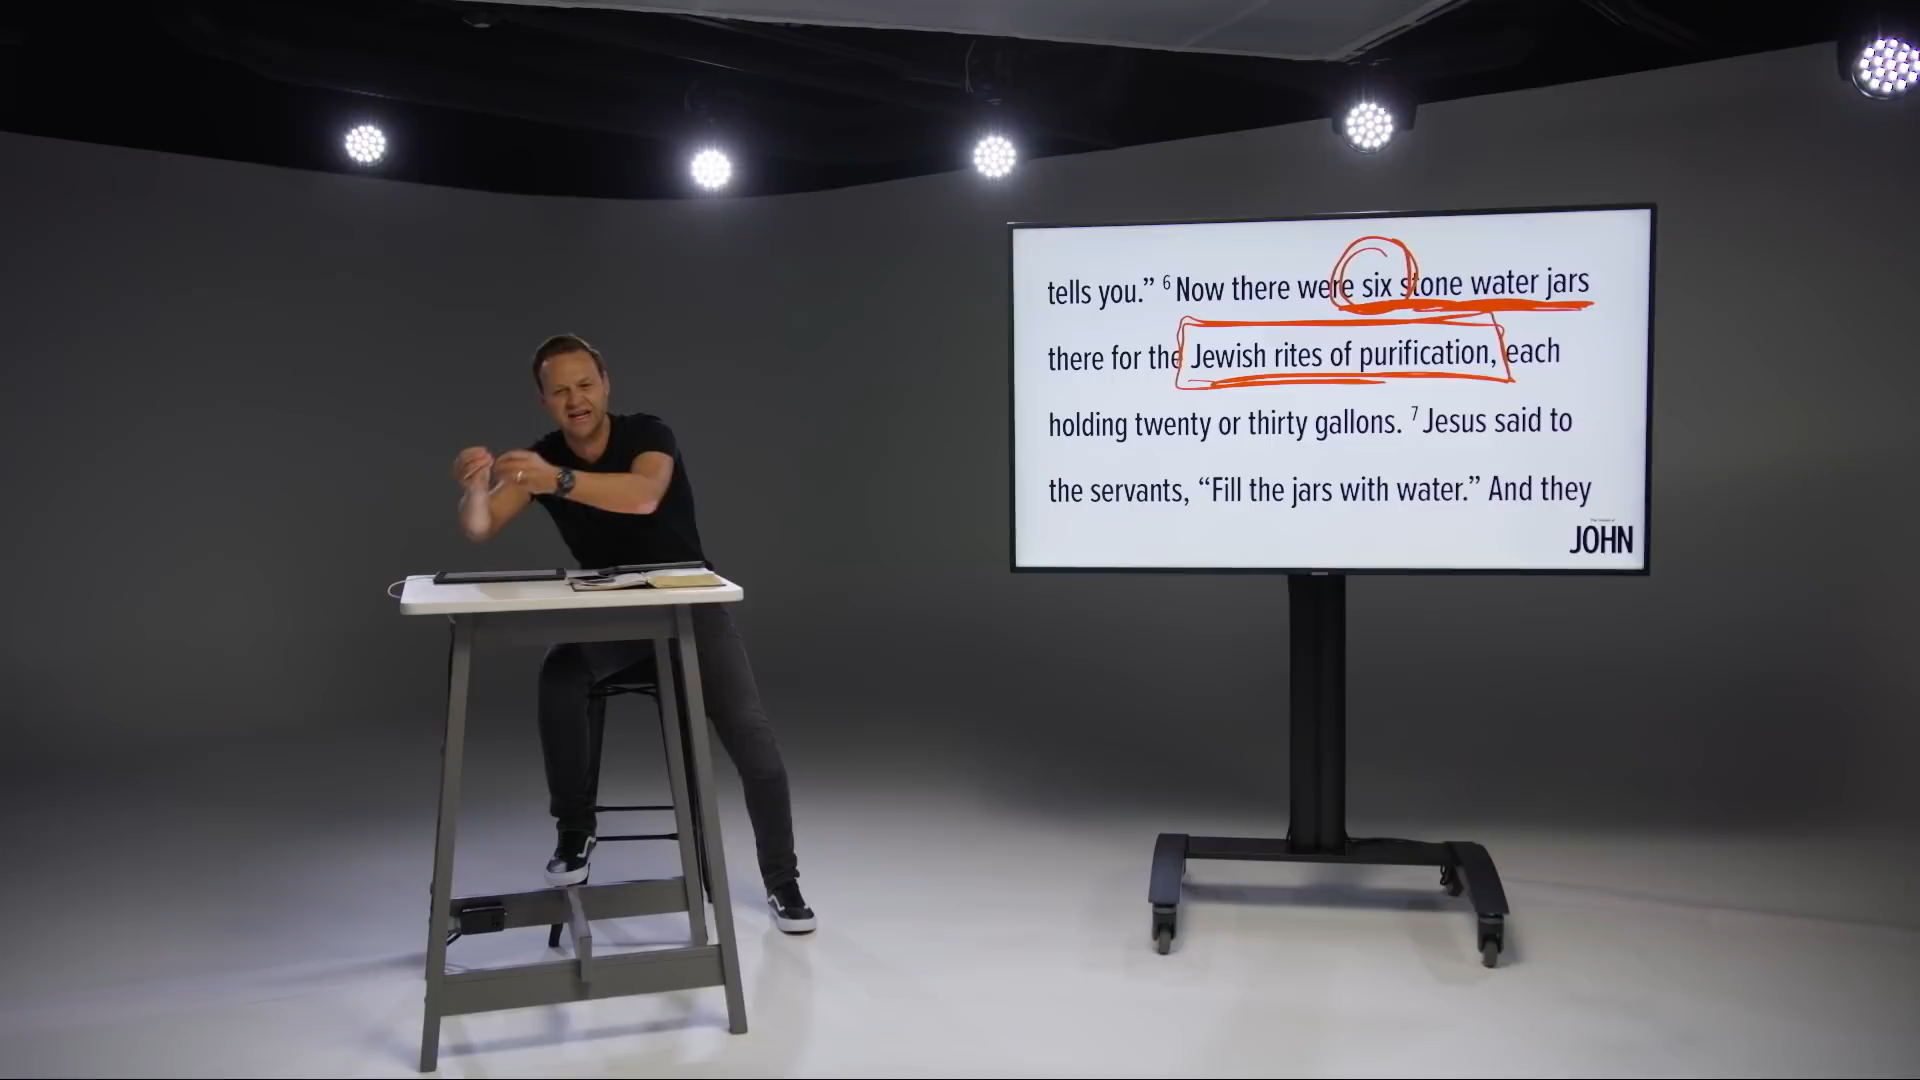 tells you.” ⁶ Now there were six stone water jars
there for the Jewish rites of purification, each
holding twenty or thirty gallons. ⁷ Jesus said to
the servants, “Fill the jars with water.” And they
JOHN